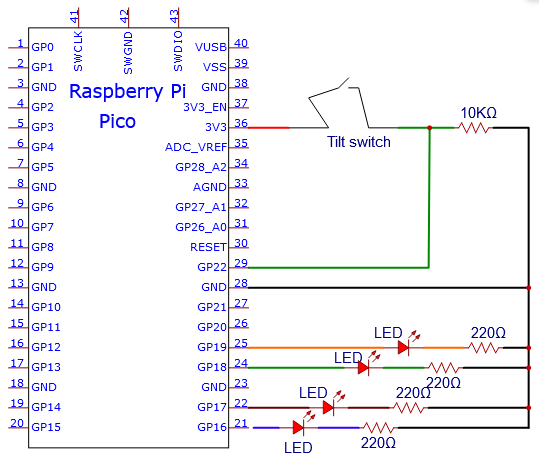 41 42 43
SWCLK SWGND SWDIO
1 GP0 VUSB 40
2 GP1 VSS 39
3 GND GND 38
Raspberry Pi
4 GP2 3V3_EN 37
Pico
5 GP3 3V3 36
10KΩ
Tilt switch
6 GP4 ADC_VREF 35
7 GP5 GP28_A2 34
8 GND AGND 33
9 GP6 GP27_A1 32
10 GP7 GP26_A0 31
11 GP8 RESET 30
12 GP9 GP22 29
13 GND GND 28
14 GP10 GP21 27
15 GP11 GP20 26
LED 220Ω
16 GP12 GP19 25
LED
17 GP13 GP18 24
220Ω
18 GND GND 23
LED 220Ω
19 GP14 GP17 22
20 GP15 GP16 21
LED 220Ω